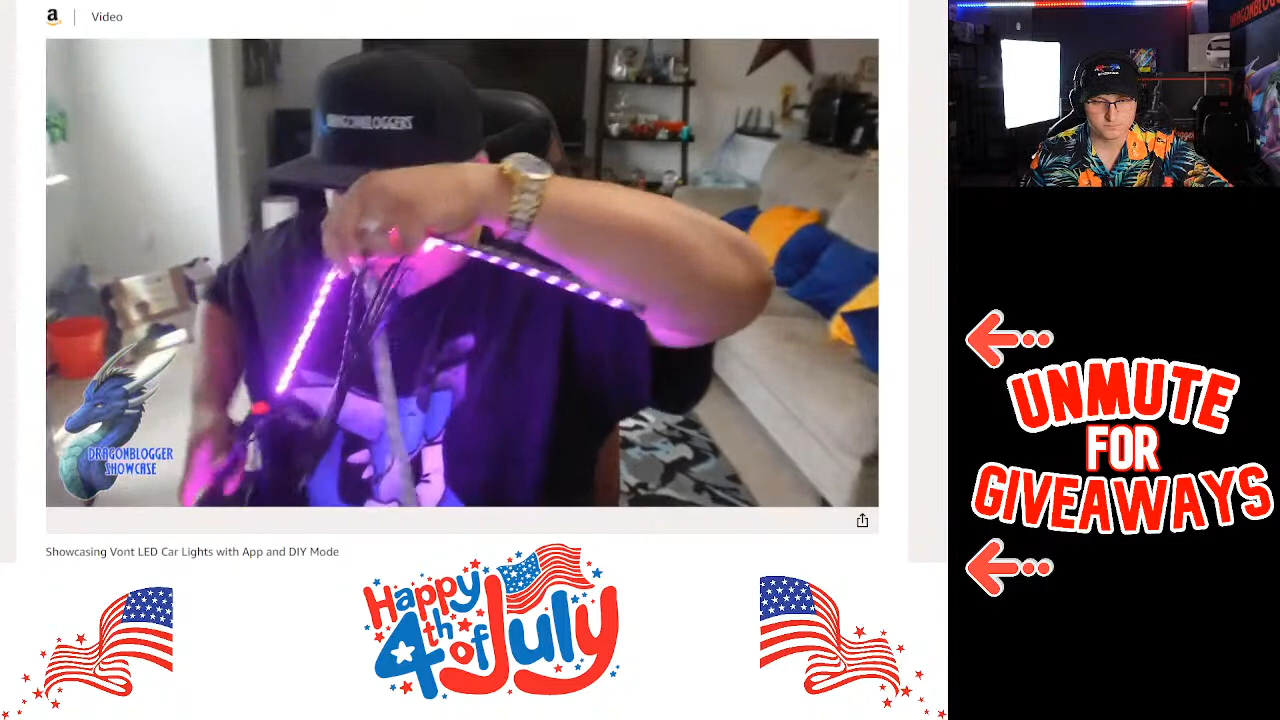 Video
DRAGONBLOGGERS
DRAGONBLOGGER
SHOWCASE
Showcasing Vont LED Car Lights with App and DIY Mode
Happy
4th of July
UNMUTE
FOR
GIVEAWAYS